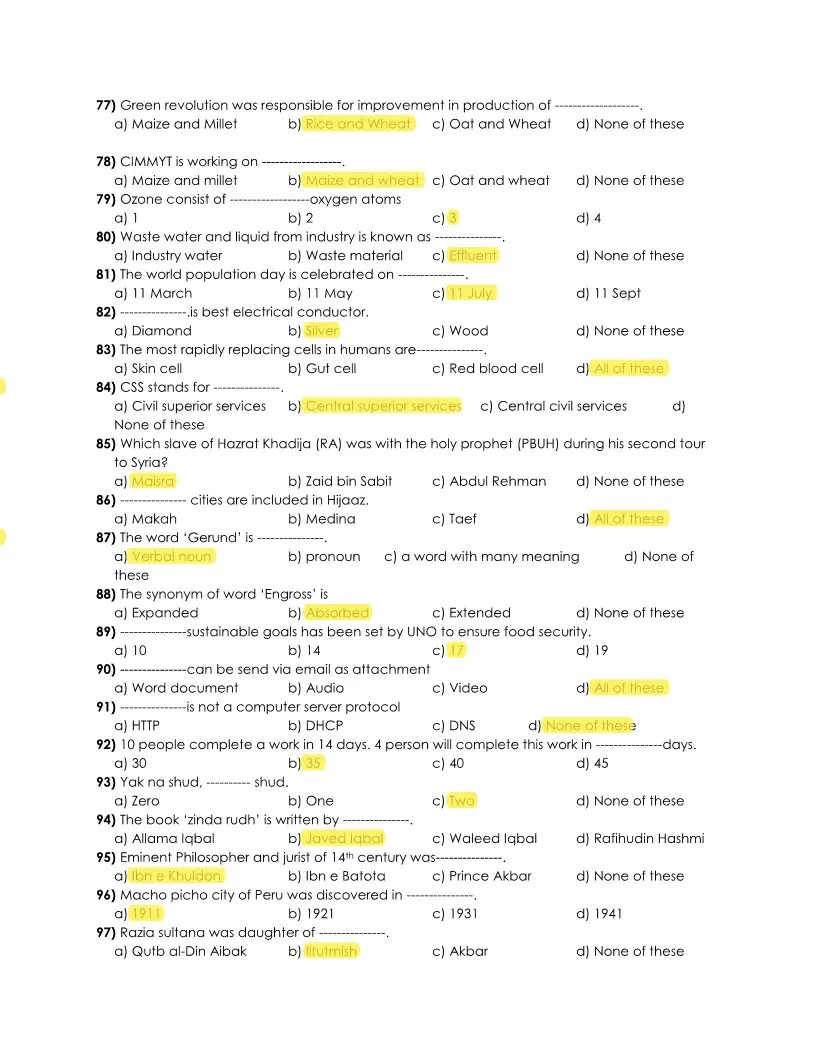 77) Green revolution was responsible for improvement in production of -------------------.
a) Maize and Millet b) Rice and Wheat c) Oat and Wheat d) None of these
78) CIMMYT is working on ------------------.
a) Maize and millet b) Maize and wheat c) Oat and wheat d) None of these
79) Ozone consist of ------------------oxygen atoms
a) 1 b) 2 c) 3 d) 4
80) Waste water and liquid from industry is known as ---------------.
a) Industry water b) Waste material c) Effluent d) None of these
81) The world population day is celebrated on ---------------.
a) 11 March b) 11 May c) 11 July d) 11 Sept
82) ---------------.is best electrical conductor.
a) Diamond b) Silver c) Wood d) None of these
83) The most rapidly replacing cells in humans are---------------.
a) Skin cell b) Gut cell c) Red blood cell d) All of these
84) CSS stands for ---------------.
a) Civil superior services b) Central superior services c) Central civil services d)
None of these
85) Which slave of Hazrat Khadija (RA) was with the holy prophet (PBUH) during his second tour
to Syria?
a) Maisra b) Zaid bin Sabit c) Abdul Rehman d) None of these
86) --------------- cities are included in Hijaaz.
a) Makah b) Medina c) Taef d) All of these
87) The word ‘Gerund’ is ---------------.
a) Verbal noun b) pronoun c) a word with many meaning d) None of
these
88) The synonym of word ‘Engross’ is
a) Expanded b) Absorbed c) Extended d) None of these
89) ---------------sustainable goals has been set by UNO to ensure food security.
a) 10 b) 14 c) 17 d) 19
90) ---------------can be send via email as attachment
a) Word document b) Audio c) Video d) All of these
91) ---------------is not a computer server protocol
a) HTTP b) DHCP c) DNS d) None of these
92) 10 people complete a work in 14 days. 4 person will complete this work in ---------------days.
a) 30 b) 35 c) 40 d) 45
93) Yak na shud, ---------- shud.
a) Zero b) One c) Two d) None of these
94) The book ‘zinda rudh’ is written by ---------------.
a) Allama Iqbal b) Javed Iqbal c) Waleed Iqbal d) Rafihudin Hashmi
95) Eminent Philosopher and jurist of 14th century was---------------.
a) Ibn e Khuldon b) Ibn e Batota c) Prince Akbar d) None of these
96) Macho picho city of Peru was discovered in ---------------.
a) 1911 b) 1921 c) 1931 d) 1941
97) Razia sultana was daughter of ---------------.
a) Qutb al-Din Aibak b) Iltutmish c) Akbar d) None of these